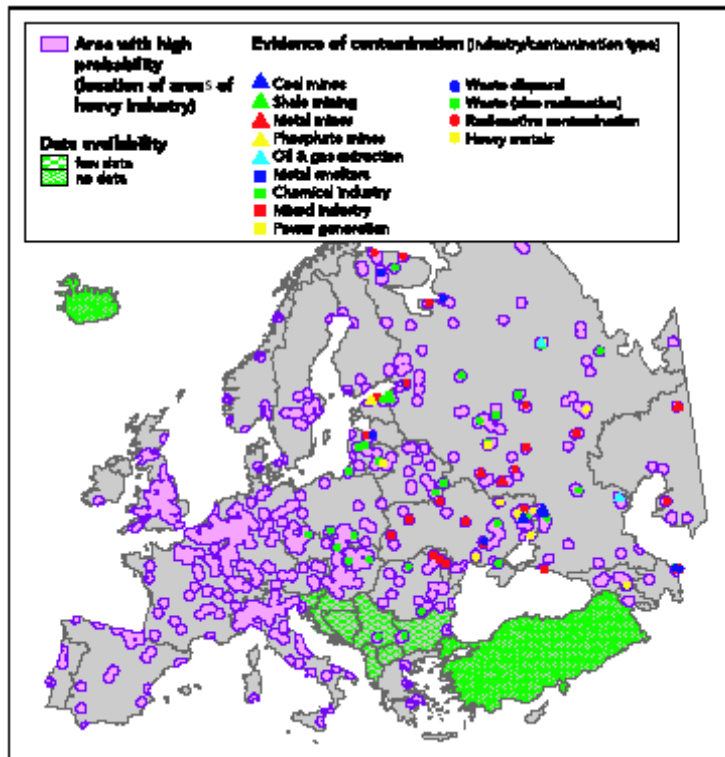 Area with high
probability
(location of areas of
heavy industry)
Data availability
few data
no data
Evidence of contamination (industry/contamination type)
Coal mines
Shale mining
Metal mines
Phosphate mines
Oil & gas extraction
Metal smelters
Chemical industry
Mixed industry
Power generation
Waste disposal
Waste (also radioactive)
Radioactive contamination
Heavy metals